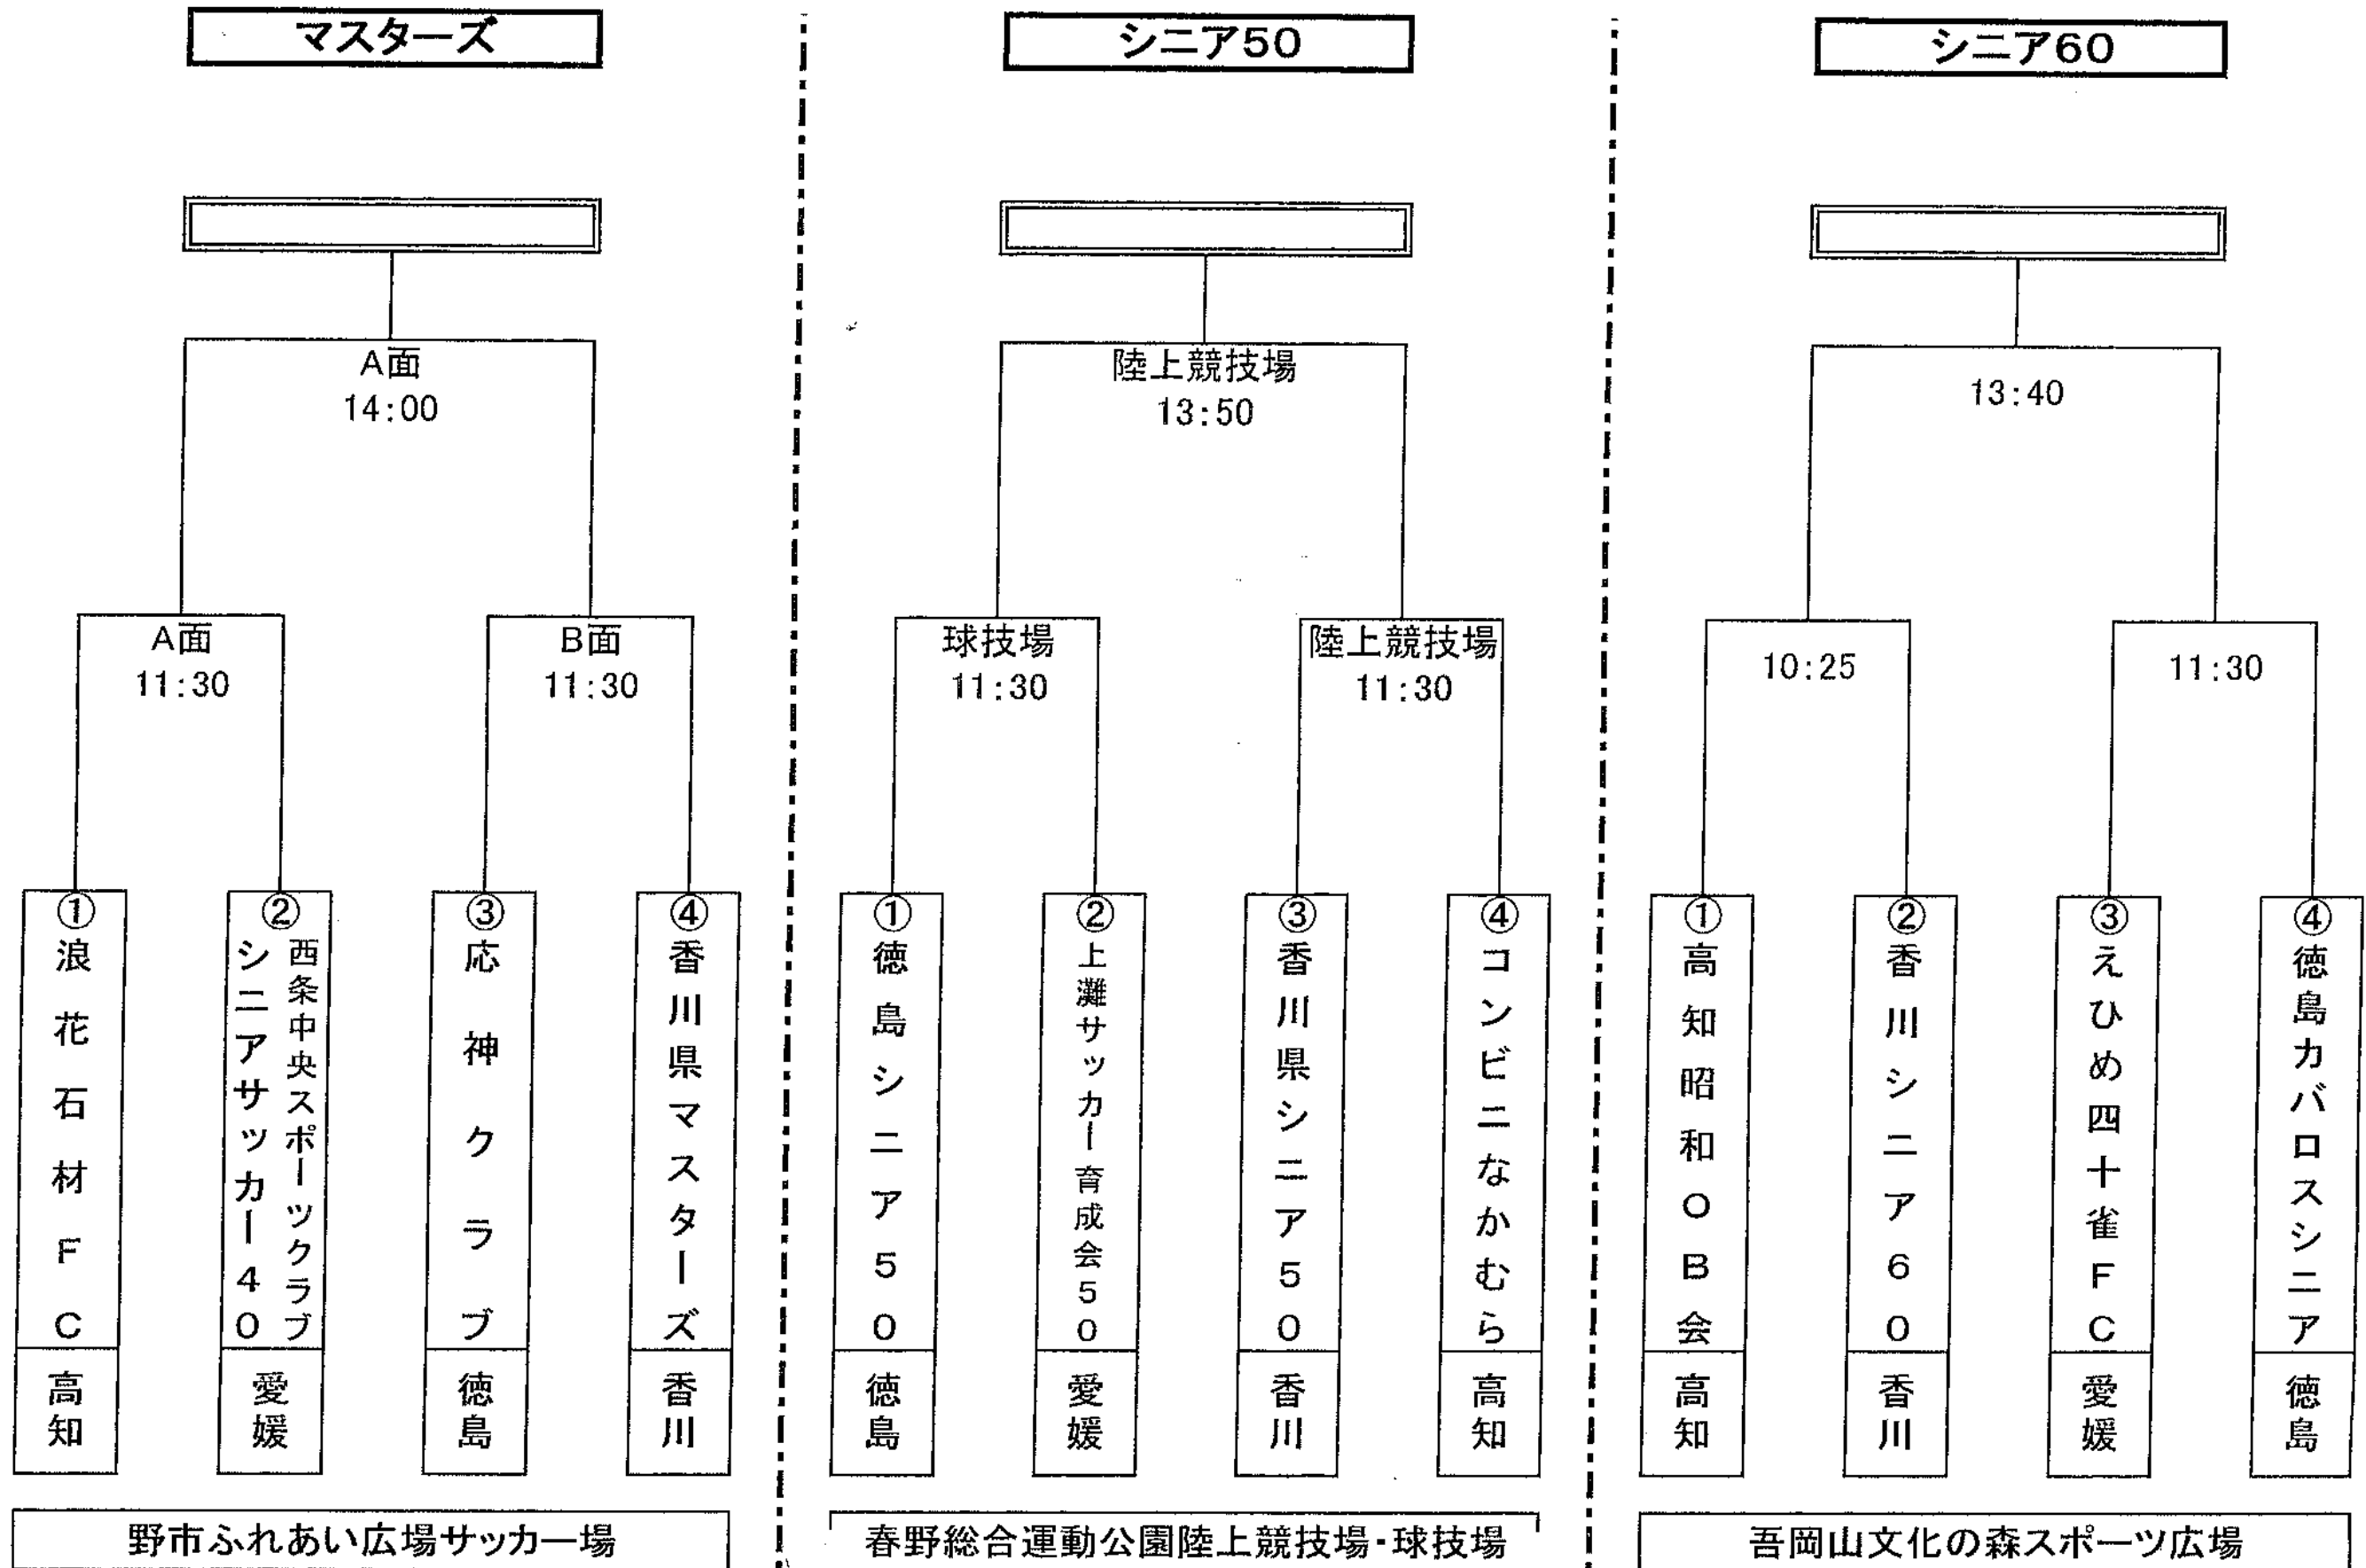 マスターズ
A面
14:00
A面
11:30
B面
11:30
①
浪花石材FC
高知
②
西条中央スポーツクラブ
シニアサッカー40
愛媛
③
応神クラブ
徳島
④
香川県マスターズ
香川
野市ふれあい広場サッカー場
シニア50
陸上競技場
13:50
球技場
11:30
陸上競技場
11:30
①
徳島シニア50
徳島
②
上灘サッカー育成会50
愛媛
③
香川県シニア50
香川
④
コンビニなかむら
高知
春野総合運動公園陸上競技場・球技場
シニア60
13:40
10:25
11:30
①
高知昭和OB会
高知
②
香川シニア60
香川
③
えひめ四十雀FC
愛媛
④
徳島カバロスシニア
徳島
吾岡山文化の森スポーツ広場